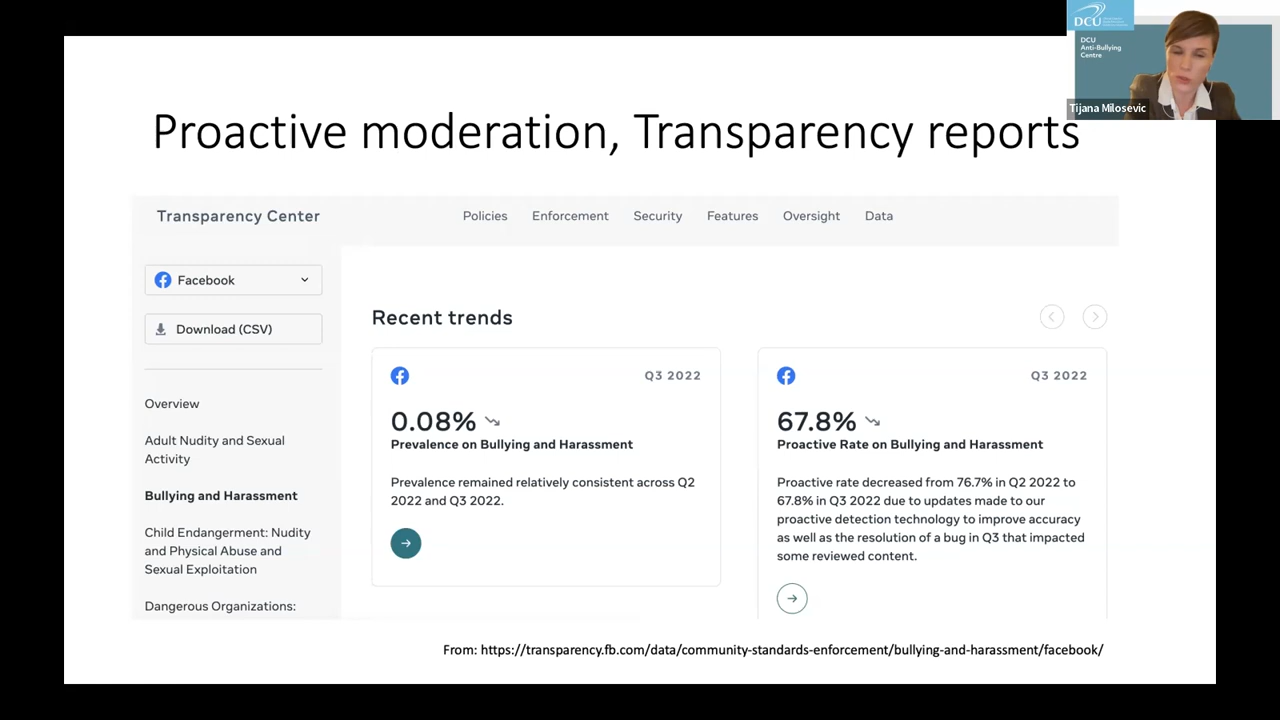 DCU
DCU
Anti-Bullying
Centre
Tijana Milosevic
Proactive moderation, Transparency reports
Transparency Center
Policies Enforcement Security Features Oversight Data
Facebook
Download (CSV)
Overview
Adult Nudity and Sexual
Activity
Bullying and Harassment
Child Endangerment: Nudity
and Physical Abuse and
Sexual Exploitation
Dangerous Organizations:
Recent trends
Q3 2022
0.08%
Prevalence on Bullying and Harassment
Prevalence remained relatively consistent across Q2
2022 and Q3 2022.
Q3 2022
67.8%
Proactive Rate on Bullying and Harassment
Proactive rate decreased from 76.7% in Q2 2022 to
67.8% in Q3 2022 due to updates made to our
proactive detection technology to improve accuracy
as well as the resolution of a bug in Q3 that impacted
some reviewed content.
From: https://transparency.fb.com/data/community-standards-enforcement/bullying-and-harassment/facebook/